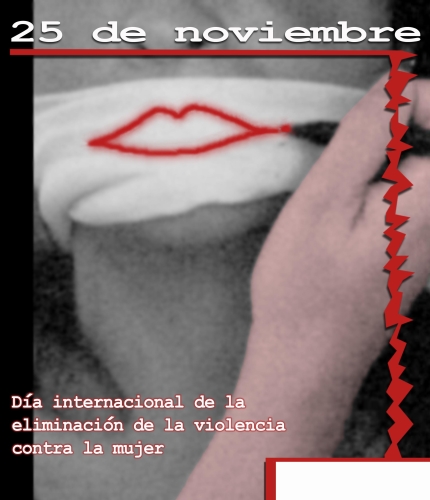 25 de noviembre
Día internacional de la
eliminación de la violencia
contra la mujer